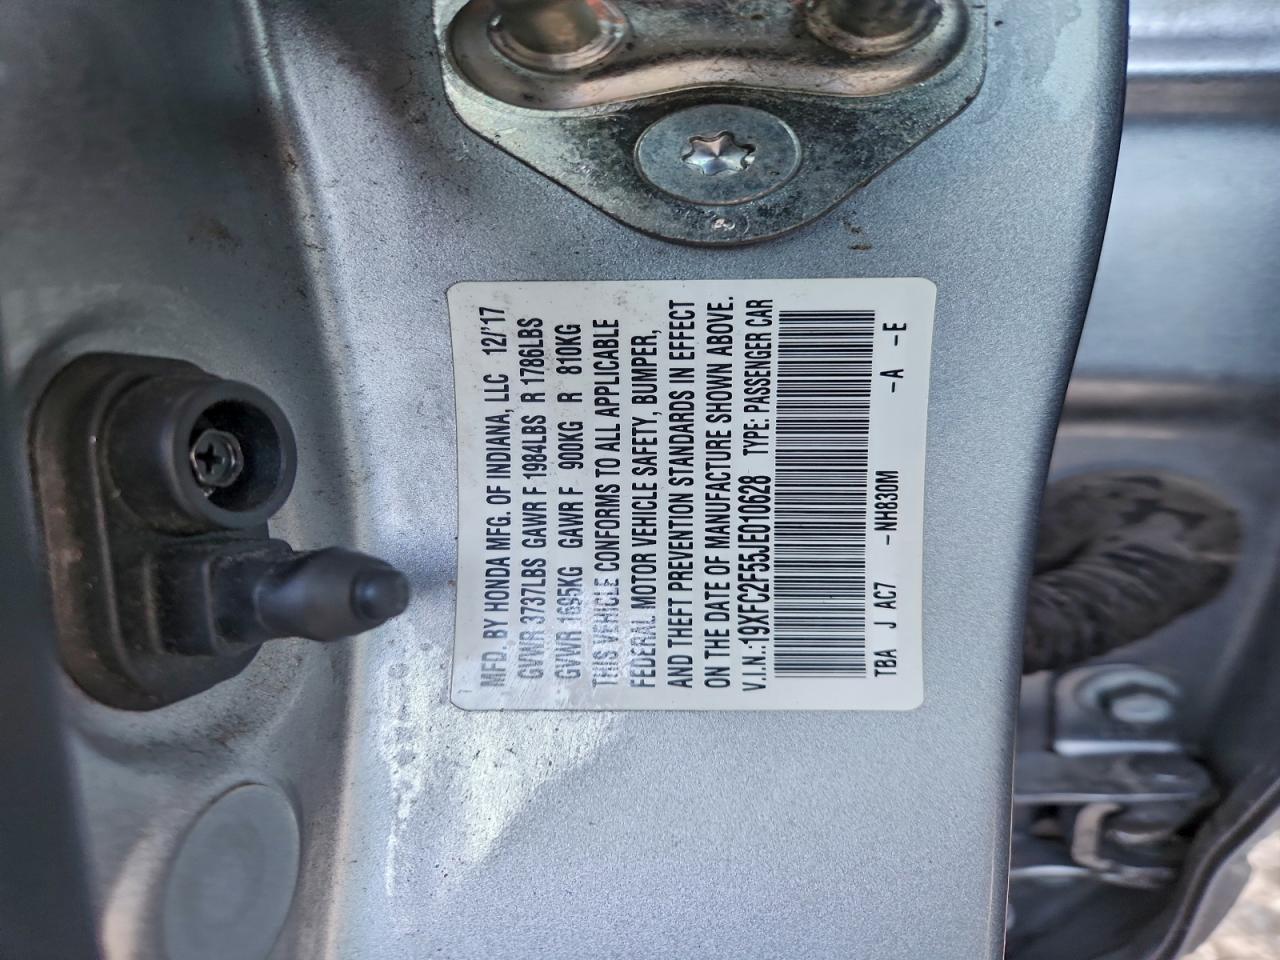 MFD. BY HONDA MFG. OF INDIANA, LLC 12/'17
GVWR 3737LBS GAWR F 1984LBS R 1786LBS
GVWR 1695KG GAWR F 900KG R 810KG
THIS VEHICLE CONFORMS TO ALL APPLICABLE
FEDERAL MOTOR VEHICLE SAFETY, BUMPER,
AND THEFT PREVENTION STANDARDS IN EFFECT
ON THE DATE OF MANUFACTURE SHOWN ABOVE.
V.I.N.:19XFC2F55JE010628 TYPE: PASSENGER CAR
TBA J AC7 -NH830M -A -E